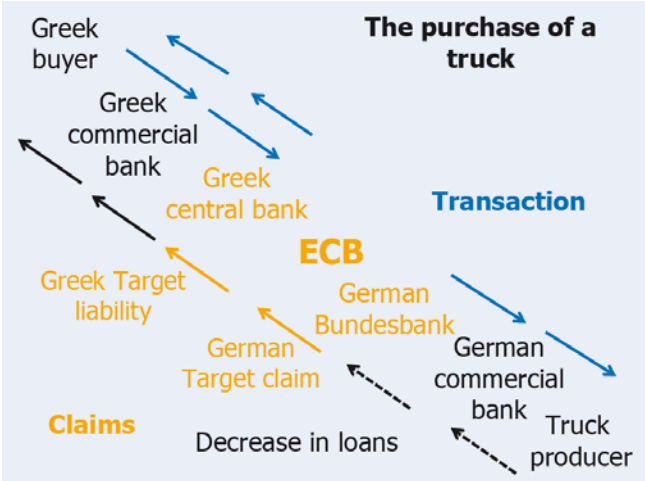 The purchase of a
truck
Greek
buyer
Greek
commercial
bank
Greek
central bank
Transaction
ECB
Greek Target
liability
German
Bundesbank
German
Target claim
German
commercial
bank
Claims
Decrease in loans
Truck
producer